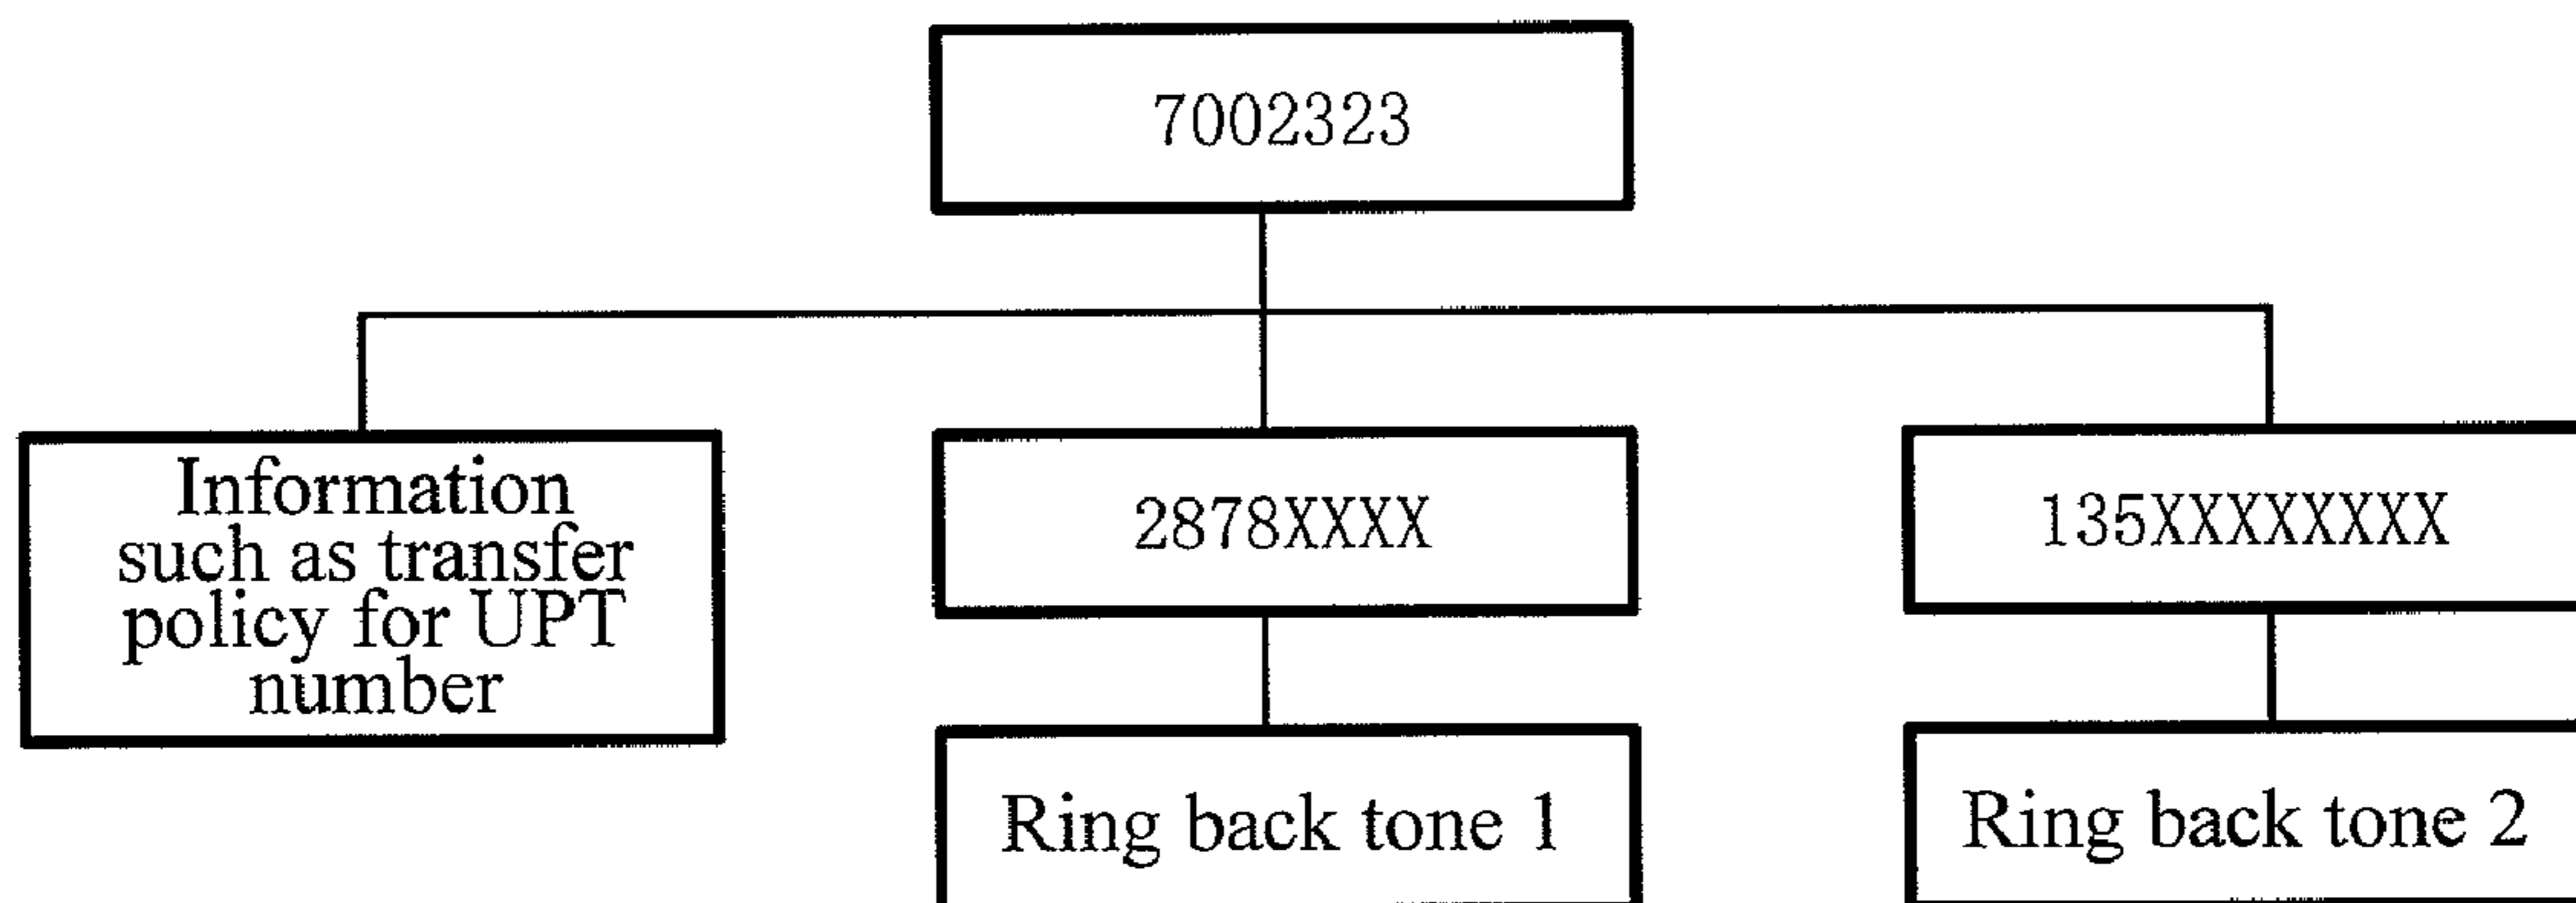 7002323
Information
such as transfer
policy for UPT
number
2878XXXX
135XXXXXXXX
Ring back tone 1
Ring back tone 2